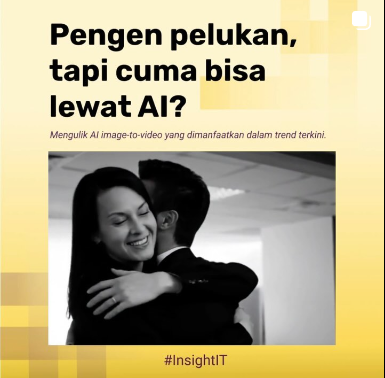 Pengen pelukan,
tapi cuma bisa
lewat AI?
Mengulik AI image-to-video yang dimanfaatkan dalam trend terkini.
#InsightIT